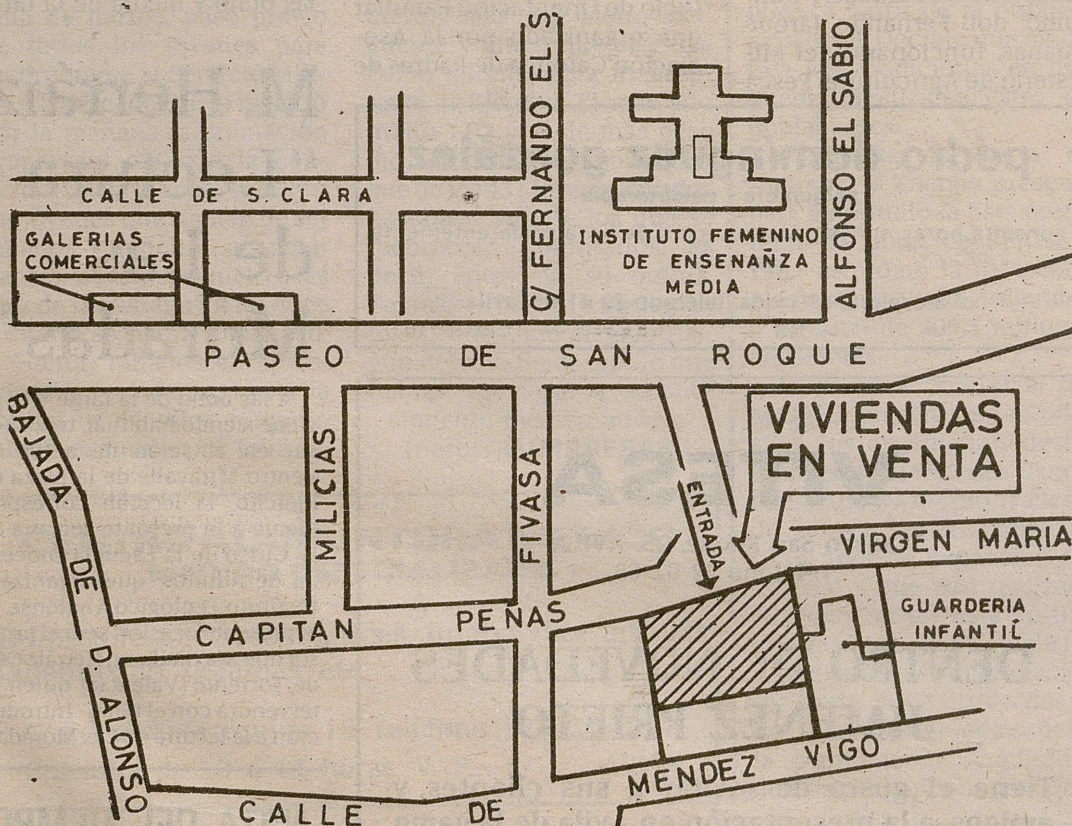 C/ FERNANDO EL S.
ALFONSO EL SABIO
CALLE DE S. CLARA
GALERIAS
COMERCIALES
INSTITUTO FEMENINO
DE ENSENAÑZA
MEDIA
PASEO DE SAN ROQUE
BAJADA DE D. ALONSO
MILICIAS
FIVASA
ENTRADA
VIVIENDAS
EN VENTA
VIRGEN MARIA
CAPITAN PEÑAS
GUARDERIA
INFANTIL
CALLE DE MENDEZ VIGO